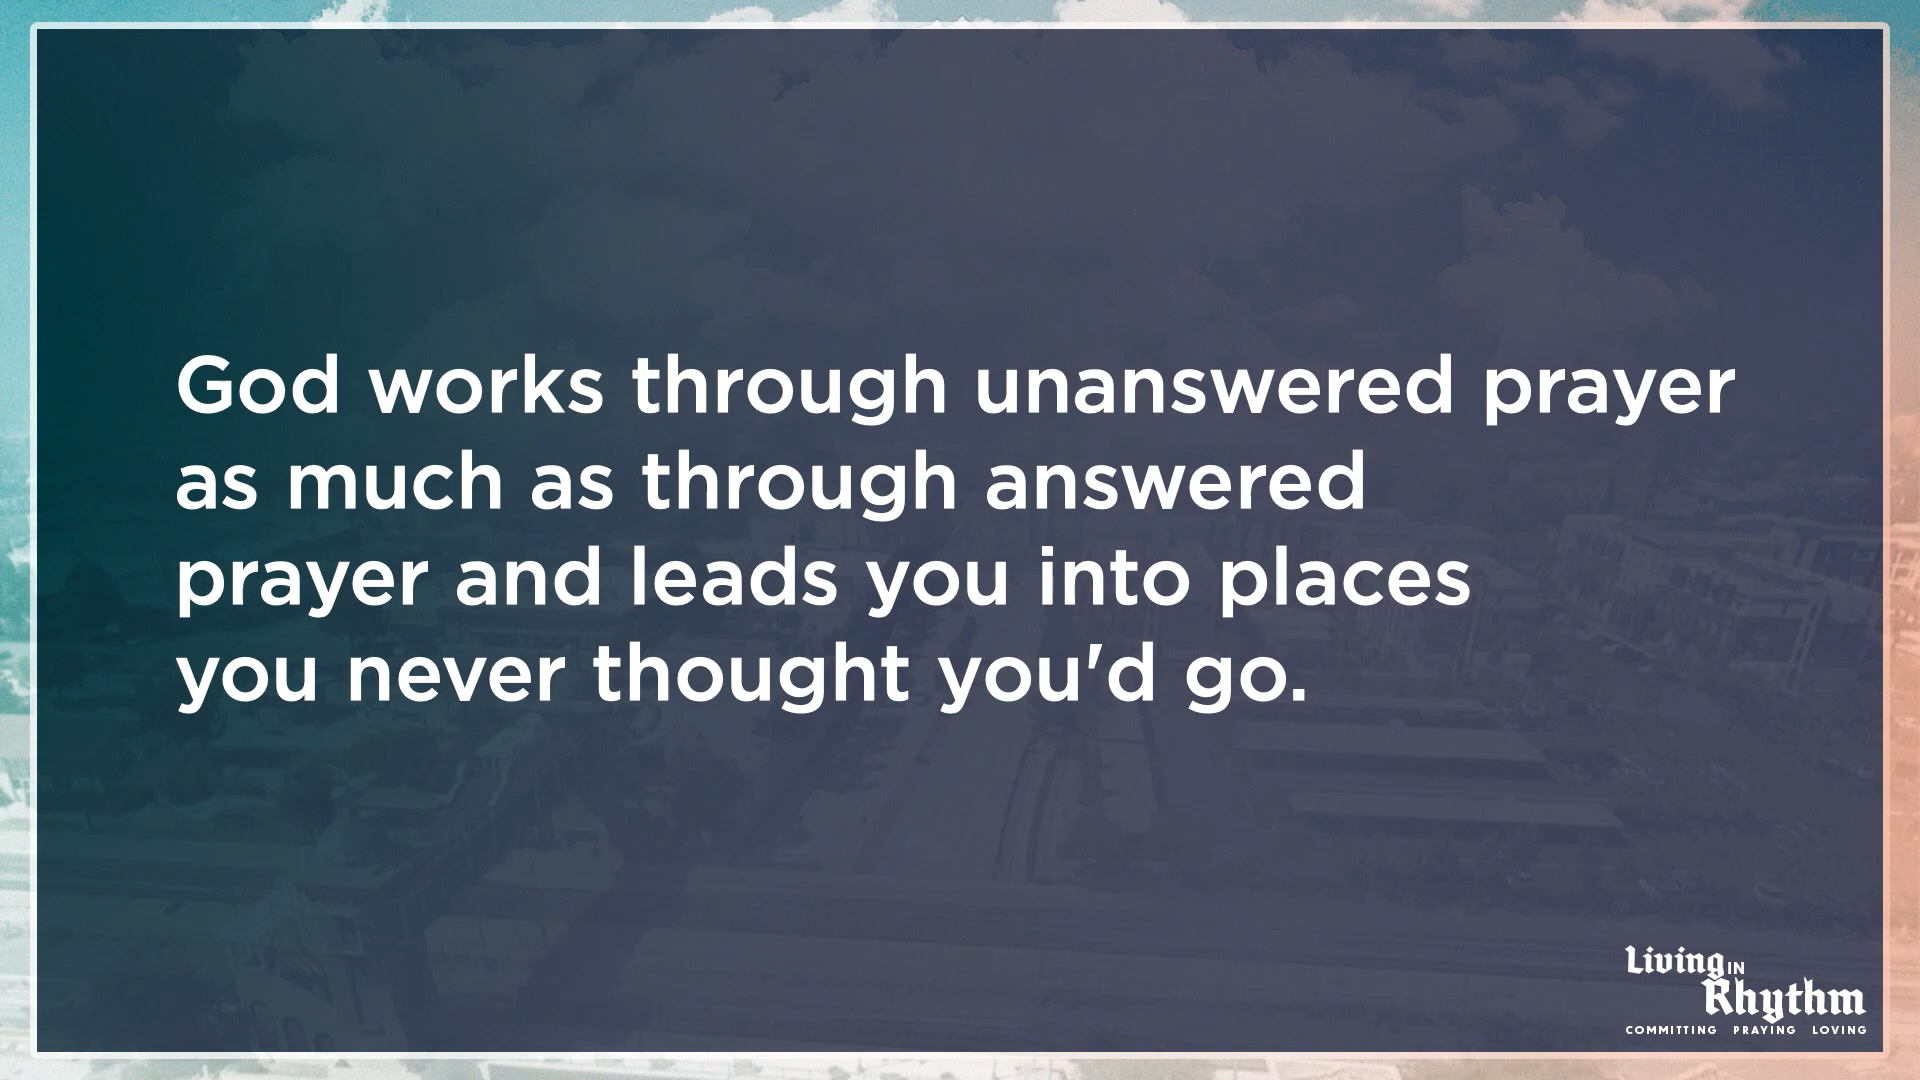 God works through unanswered prayer
as much as through answered
prayer and leads you into places
you never thought you'd go.
Living IN
Rhythm
COMMITTING PRAYING LOVING